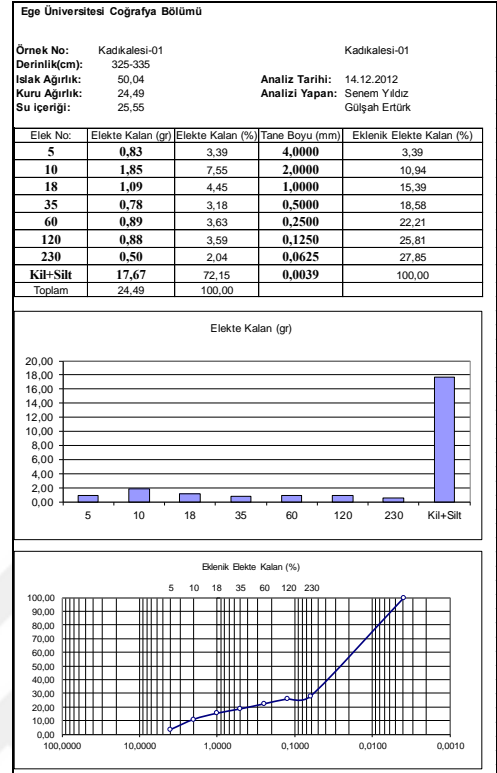 Ege Üniversitesi Coğrafya Bölümü
Örnek No: Kadıkalesi-01 Kadıkalesi-01
Derinlik(cm): 325-335
Islak Ağırlık: 50,04 Analiz Tarihi: 14.12.2012
Kuru Ağırlık: 24,49 Analizi Yapan: Senem Yıldız
Su içeriği: 25,55 Gülşah Ertürk
Elek No: Elekte Kalan (gr) Elekte Kalan (%) Tane Boyu (mm) Eklenik Elekte Kalan (%)
5 0,83 3,39 4,0000 3,39
10 1,85 7,55 2,0000 10,94
18 1,09 4,45 1,0000 15,39
35 0,78 3,18 0,5000 18,58
60 0,89 3,63 0,2500 22,21
120 0,88 3,59 0,1250 25,81
230 0,50 2,04 0,0625 27,85
Kil+Silt 17,67 72,15 0,0039 100,00
Toplam 24,49 100,00
Elekte Kalan (gr)
20,00
18,00
16,00
14,00
12,00
10,00
8,00
6,00
4,00
2,00
0,00
5 10 18 35 60 120 230 Kil+Silt
Eklenik Elekte Kalan (%)
5 10 18 35 60 120 230
100,00
90,00
80,00
70,00
60,00
50,00
40,00
30,00
20,00
10,00
0,00
100,0000 10,0000 1,0000 0,1000 0,0100 0,0010